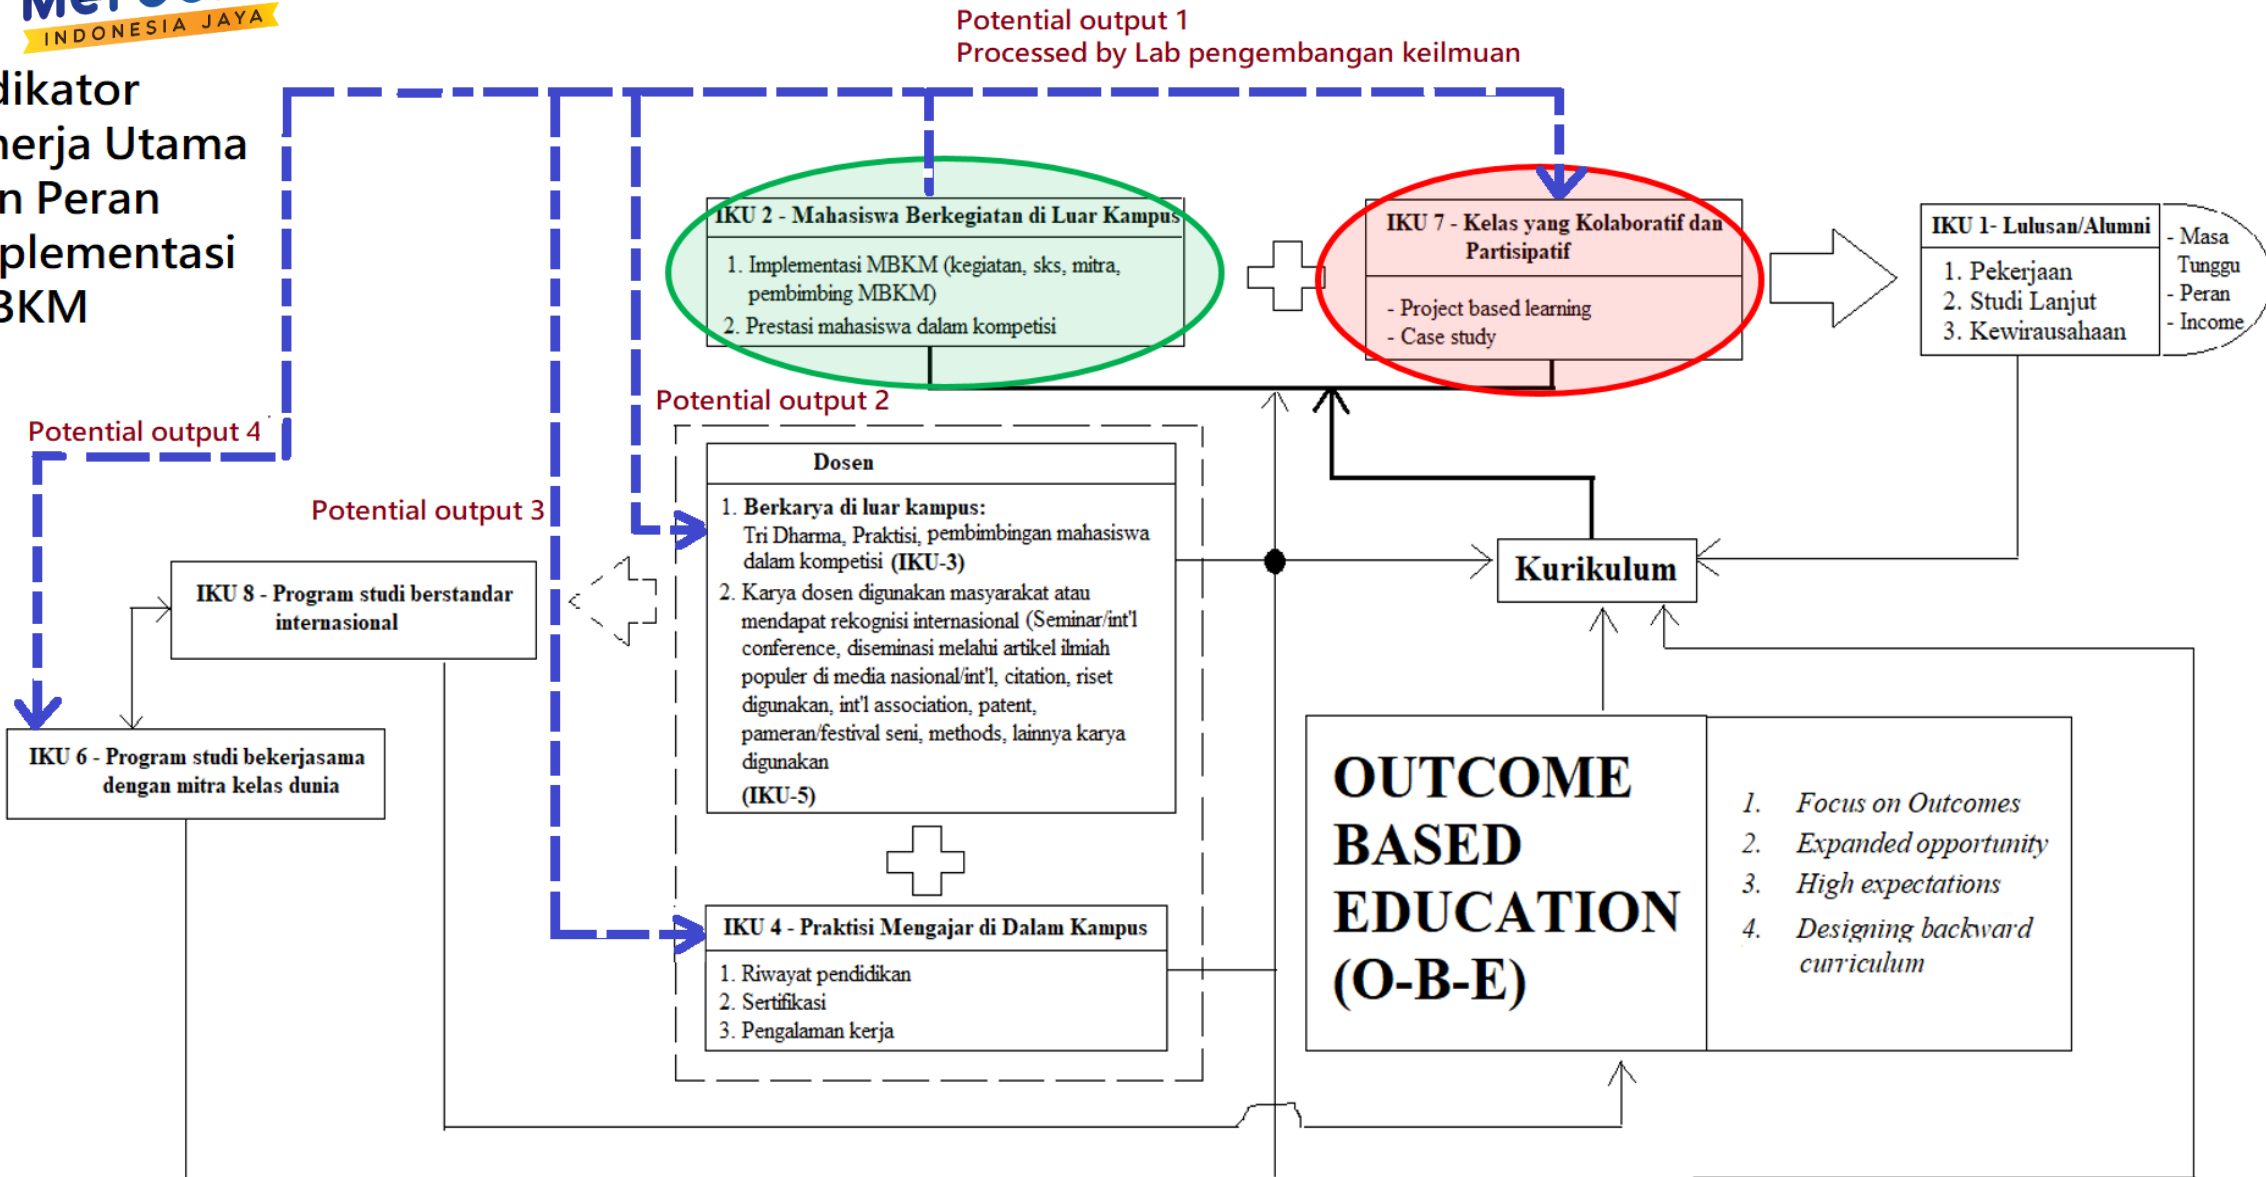 INDONESIA JAYA
dikator
nerja Utama
n Peran
plementasi
BKM
Potential output 1
Processed by Lab pengembangan keilmuan
IKU 2 - Mahasiswa Berkegiatan di Luar Kampus
1. Implementasi MBKM (kegiatan, sks, mitra,
pembimbing MBKM)
2. Prestasi mahasiswa dalam kompetisi
IKU 7 - Kelas yang Kolaboratif dan
Partisipatif
- Project based learning
- Case study
IKU 1- Lulusan/Alumni
1. Pekerjaan
2. Studi Lanjut
3. Kewirausahaan
- Masa
Tunggu
- Peran
- Income
Potential output 2
Potential output 4
Potential output 3
Dosen
1. Berkarya di luar kampus:
Tri Dharma, Praktisi, pembimbingan mahasiswa
dalam kompetisi (IKU-3)
2. Karya dosen digunakan masyarakat atau
mendapat rekognisi internasional (Seminar/int'l
conference, diseminasi melalui artikel ilmiah
populer di media nasional/int'l, citation, riset
digunakan, int'l association, patent,
pameran/festival seni, methods, lainnya karya
digunakan
(IKU-5)
IKU 8 - Program studi berstandar
internasional
IKU 6 - Program studi bekerjasama
dengan mitra kelas dunia
IKU 4 - Praktisi Mengajar di Dalam Kampus
1. Riwayat pendidikan
2. Sertifikasi
3. Pengalaman kerja
Kurikulum
OUTCOME
BASED
EDUCATION
(O-B-E)
1. Focus on Outcomes
2. Expanded opportunity
3. High expectations
4. Designing backward
curriculum